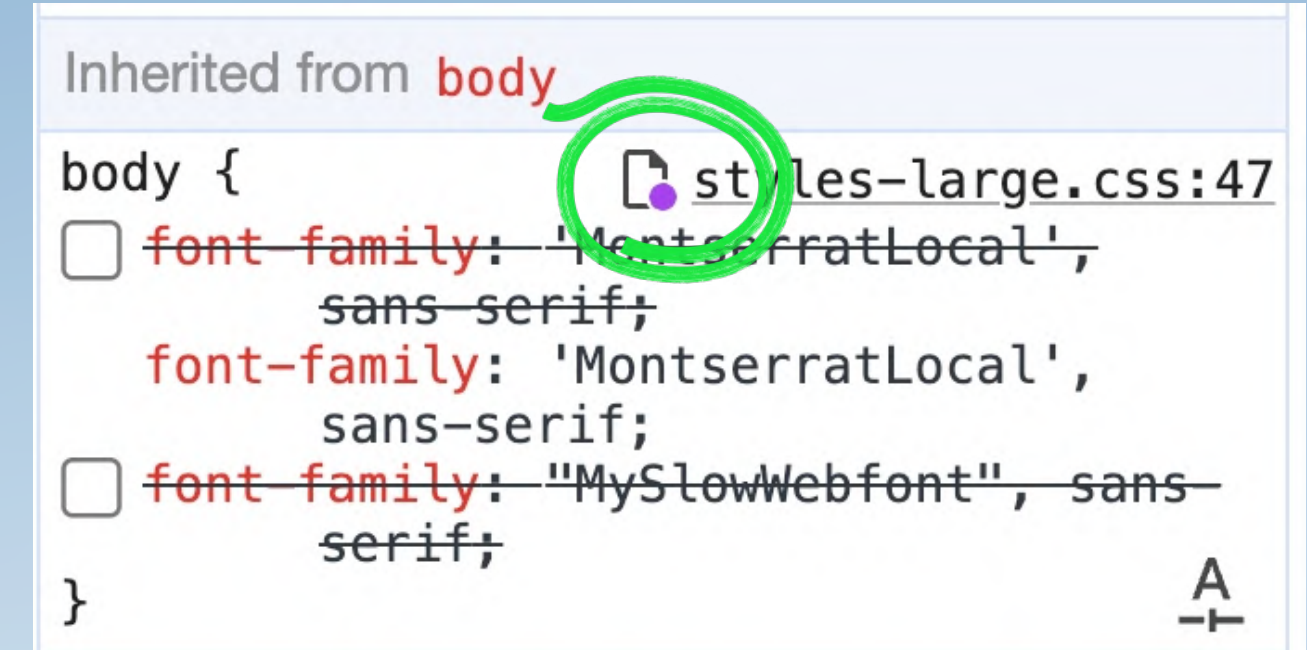 Inherited from body
body { styles-large.css:47
font-family: 'MontserratLocal',
sans-serif;
font-family: 'MontserratLocal',
sans-serif;
font-family: "MySlowWebfont", sans-
serif;
}
A